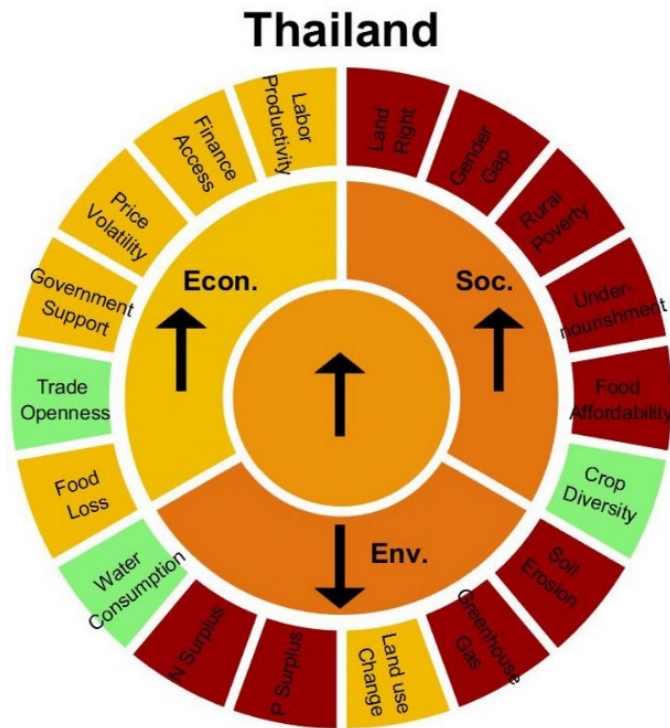 Thailand
Labor
Productivity
Finance
Access
Price
Volatility
Government
Support
Trade
Openness
Food
Loss
Water
Consumption
N Surplus
P Surplus
Land use
Change
Greenhouse
Gas
Soil
Erosion
Crop
Diversity
Food
Affordability
Under-
nourishment
Rural
Poverty
Gender
Gap
Land
Right
Econ.
Soc.
Env.